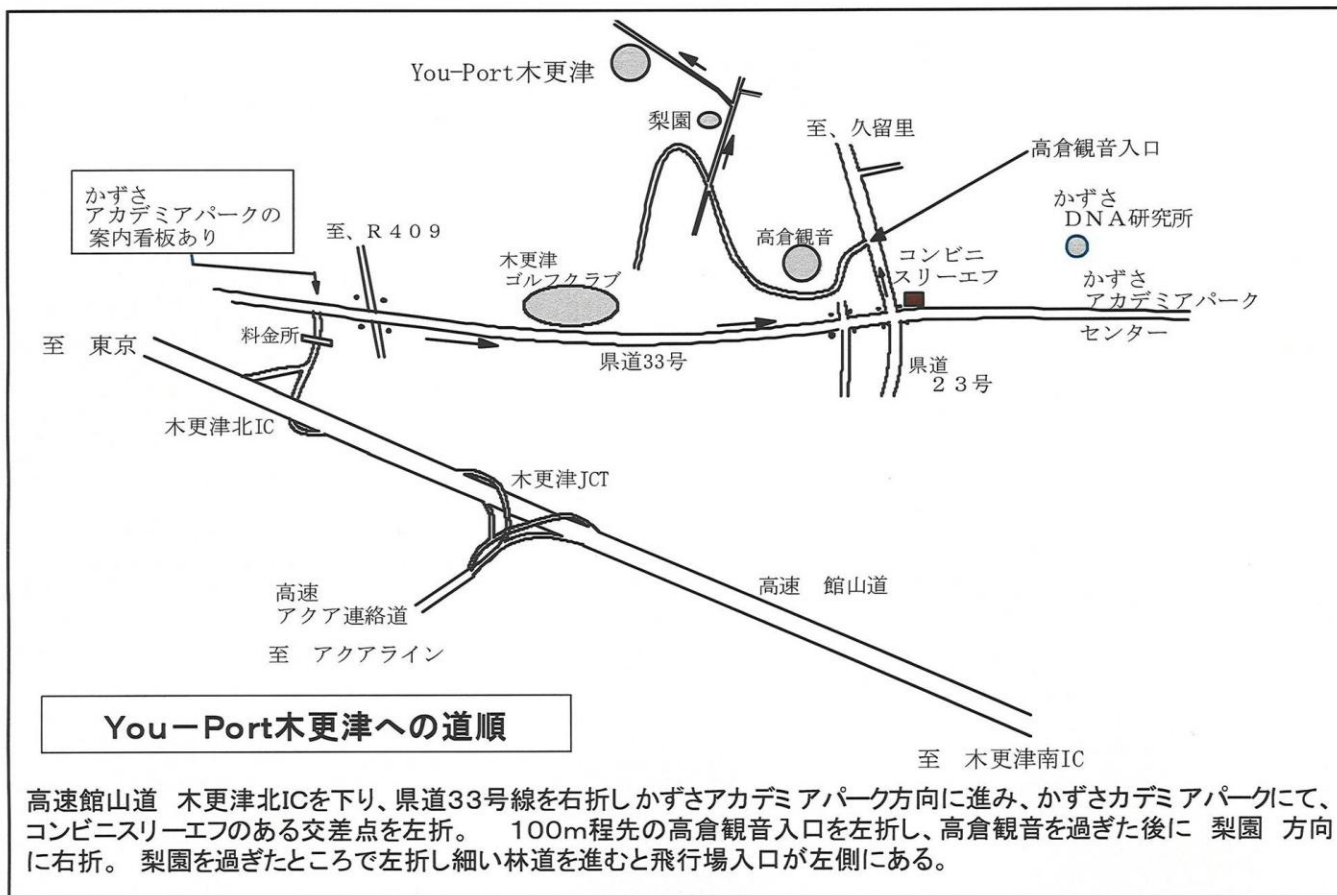 You-Port木更津
梨園
至、久留里
高倉観音入口
かずさ
アカデミアパークの
案内看板あり
至、R409
かずさ
DNA研究所
高倉観音
コンビニ
スリーエフ
木更津
ゴルフクラブ
かずさ
アカデミアパーク
センター
料金所
至 東京
県道33号
県道
23号
木更津北IC
木更津JCT
高速
アクア連絡道
高速 館山道
至 アクアライン
You-Port木更津への道順
至 木更津南IC
高速館山道 木更津北ICを下り、県道33号線を右折しかずさアカデミアパーク方向に進み、かずさカデミアパークにて、
コンビニスリーエフのある交差点を左折。 100m程先の高倉観音入口を左折し、高倉観音を過ぎた後に 梨園 方向
に右折。 梨園を過ぎたところで左折し細い林道を進むと飛行場入口が左側にある。